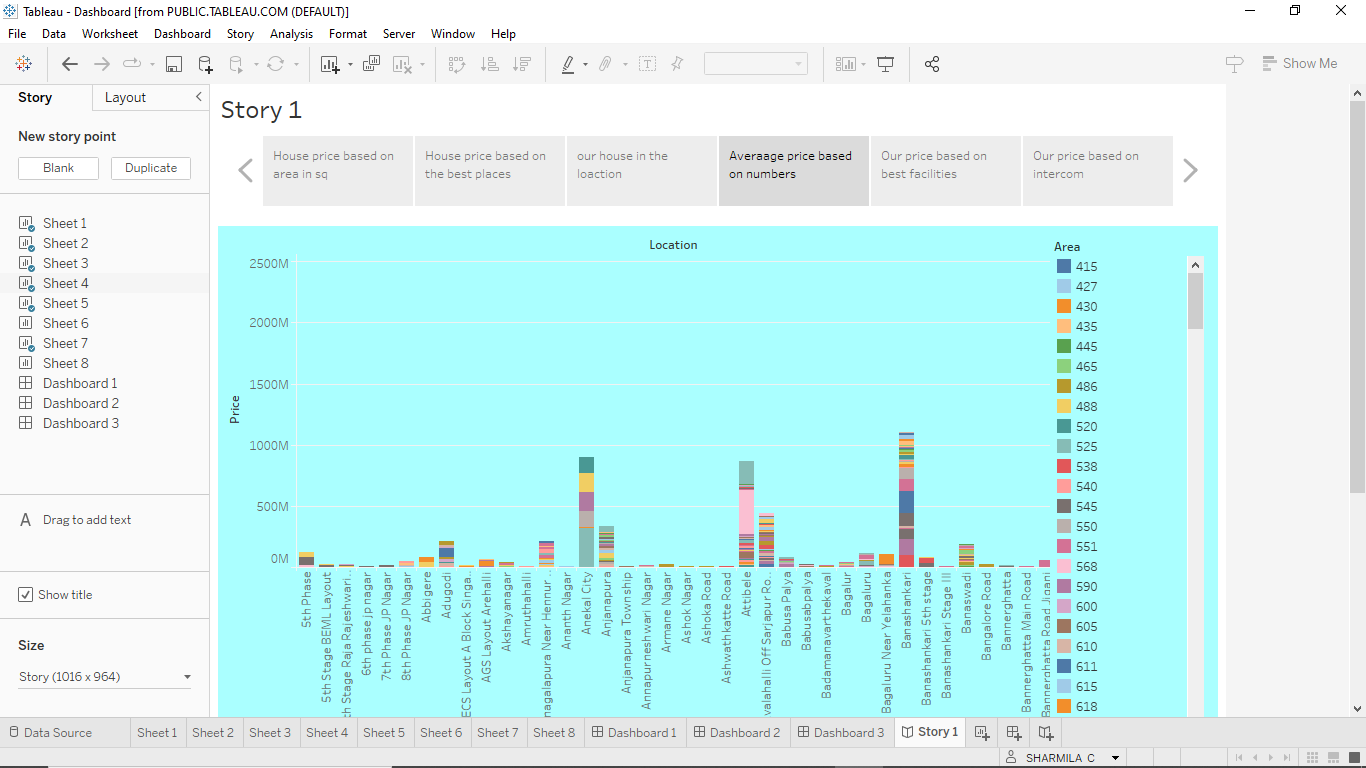 Tableau - Dashboard [from PUBLIC.TABLEAU.COM (DEFAULT)]
File Data Worksheet Dashboard Story Analysis Format Server Window Help
Show Me
Story Layout
New story point
Blank Duplicate
Sheet 1
Sheet 2
Sheet 3
Sheet 4
Sheet 5
Sheet 6
Sheet 7
Sheet 8
Dashboard 1
Dashboard 2
Dashboard 3
A Drag to add text
Show title
Size
Story (1016 x 964)
Story 1
House price based on
area in sq
House price based on
the best places
our house in the
loaction
Averaage price based
on numbers
Our price based on
best facilities
Our price based on
intercom
Location
Price
2500M
2000M
1500M
1000M
500M
0M
5th Phase
5th Stage BEML Layout
th Stage Raja Rajeshwari..
6th phase jp nagar
7th Phase JP Nagar
8th Phase JP Nagar
Abbigere
Adugodi
ECS Layout A Block Singa..
AGS Layout Arehalli
Akshayanagar
Amruthahalli
nagalapura Near Hennur ..
Ananth Nagar
Anekal City
Anjanapura
Anjanapura Township
Annapurneshwari Nagar
Armane Nagar
Ashok Nagar
Ashoka Road
Ashwathkatte Road
Attibele
valahalli Off Sarjapur Ro..
Babusa Palya
Babusabpalya
Badamanavarthekaval
Bagalur
Bagaluru
Bagaluru Near Yelahanka
Banashankari
Banashankari 5th stage
Banashankari Stage III
Banaswadi
Bangalore Road
Bannerghatta
Bannerghatta Main Road
Bannerghatta Road Jigani
Area
415
427
430
435
445
465
486
488
520
525
538
540
545
550
551
568
590
600
605
610
611
615
618
Data Source Sheet 1 Sheet 2 Sheet 3 Sheet 4 Sheet 5 Sheet 6 Sheet 7 Sheet 8 Dashboard 1 Dashboard 2 Dashboard 3 Story 1
SHARMILA C